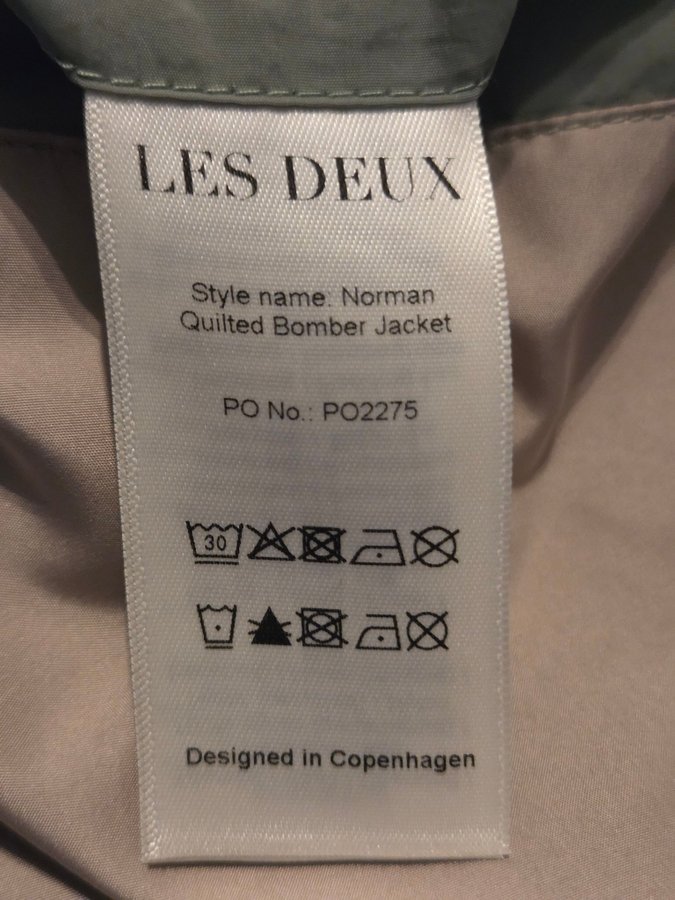 LES DEUX
Style name: Norman
Quilted Bomber Jacket
PO No.: PO2275
30
Designed in Copenhagen